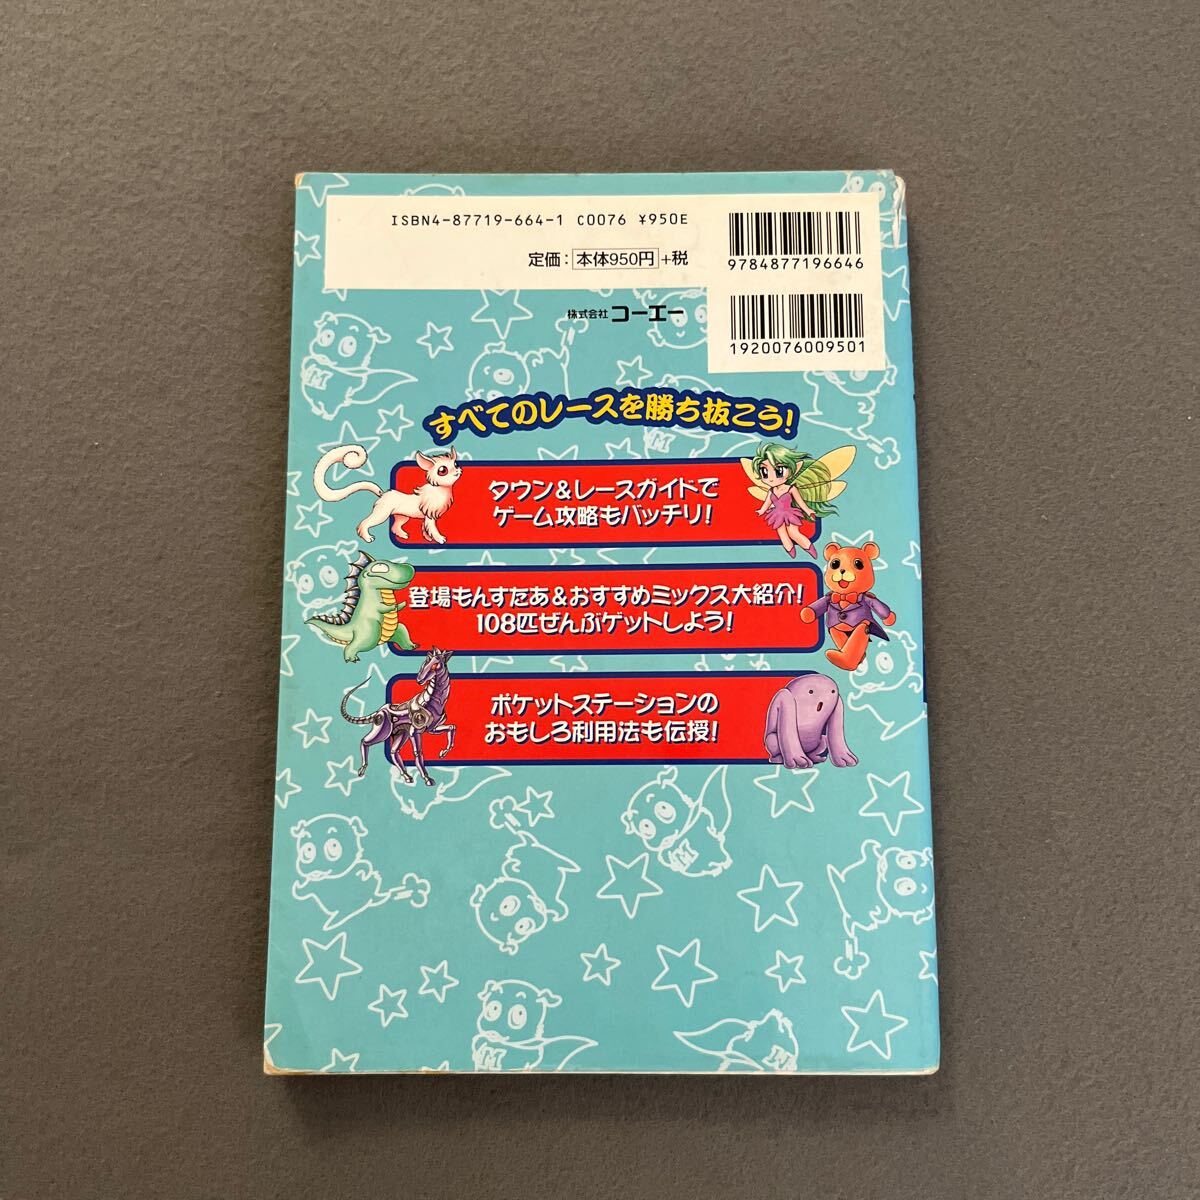 ISBN4-87719-664-1 C0076 ¥950E
定価：本体950円+税
9784877196646
株式会社コーエー
1920076009501
すべてのレースを勝ち抜こう！
タウン＆レースガイドで
ゲーム攻略もバッチリ！
登場もんすたあ＆おすすめミックス大紹介！
108匹ぜんぶゲットしよう！
ポケットステーションの
おもしろ利用法も伝授！